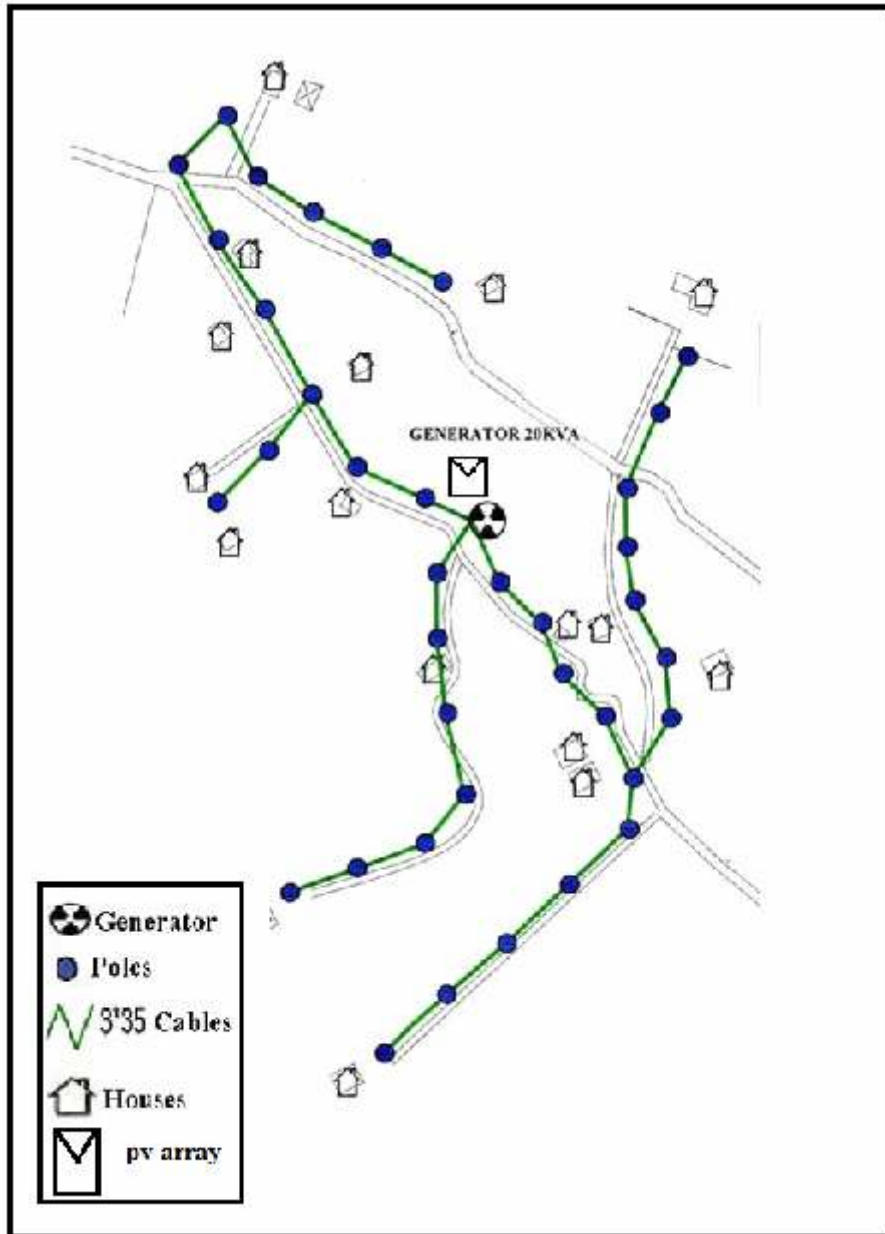 GENERATOR 20KVA
Generator
Poles
3*35 Cables
Houses
pv array